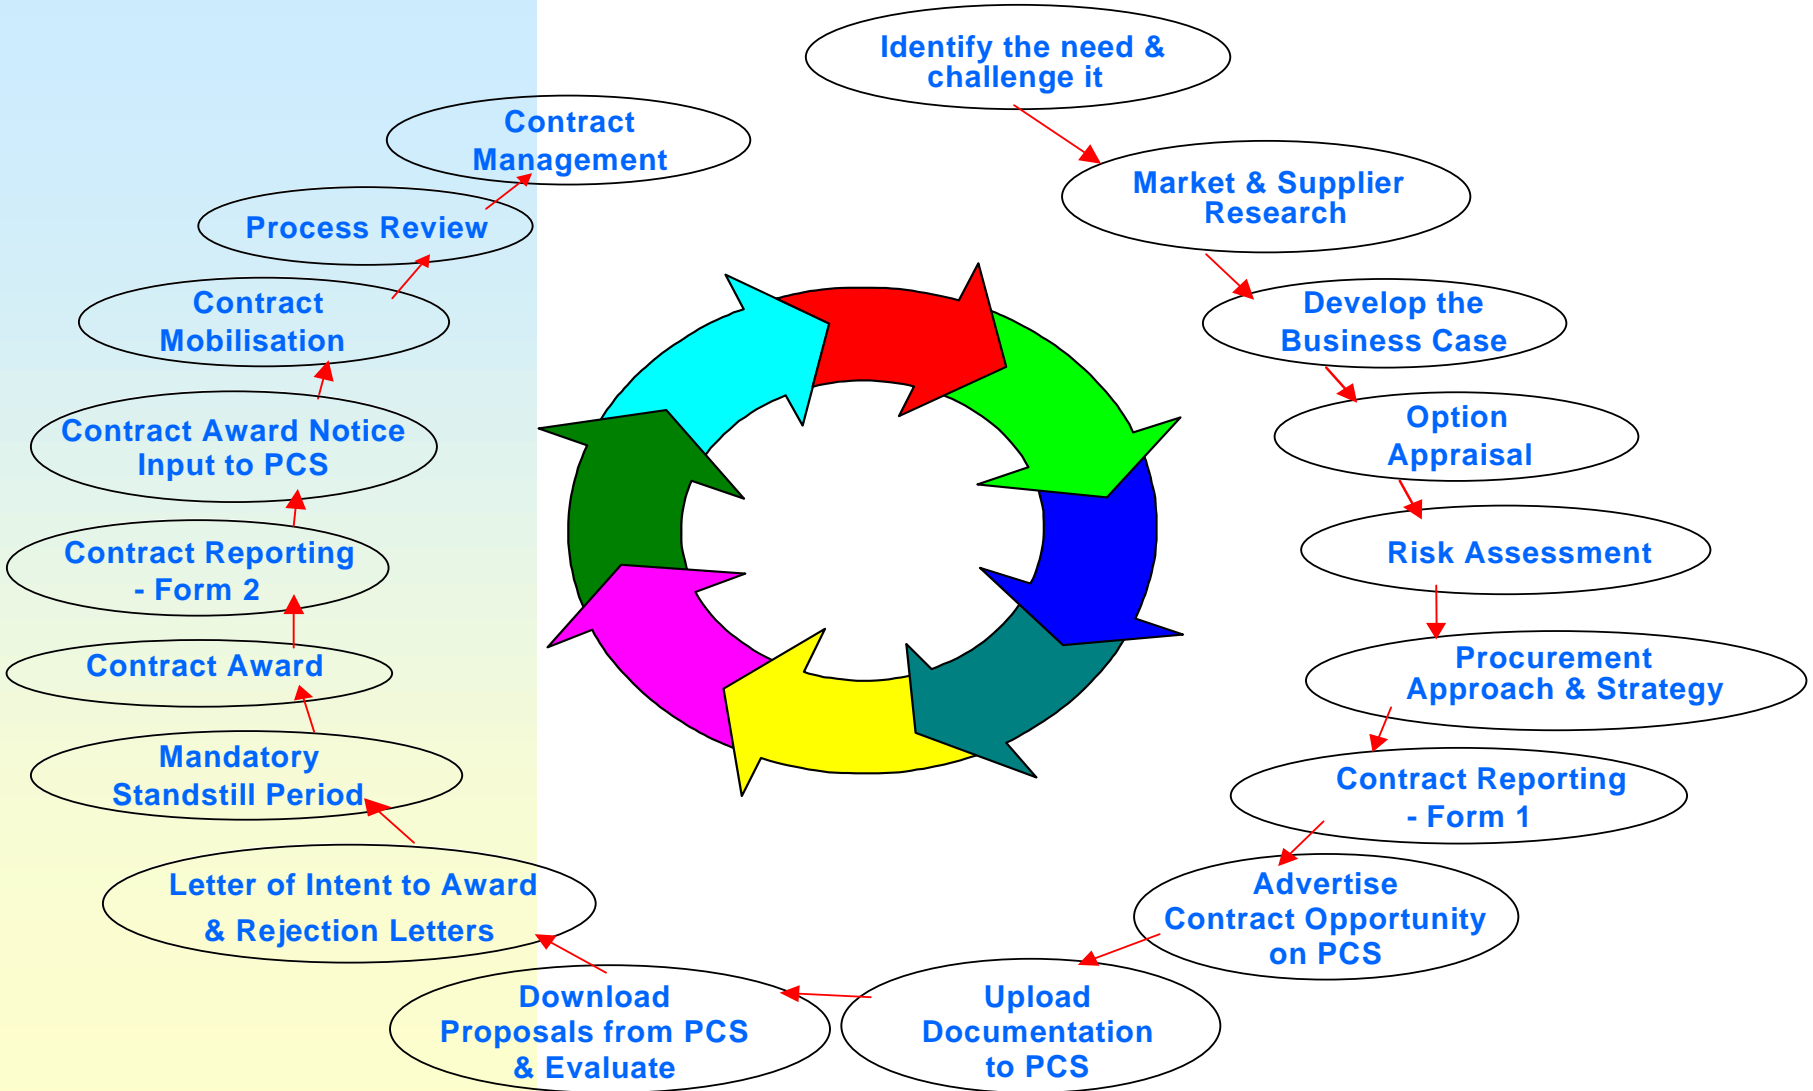 Identify the need &
challenge it
Market & Supplier
Research
Develop the
Business Case
Option
Appraisal
Risk Assessment
Procurement
Approach & Strategy
Contract Reporting
- Form 1
Advertise
Contract Opportunity
on PCS
Upload
Documentation
to PCS
Download
Proposals from PCS
& Evaluate
Letter of Intent to Award
& Rejection Letters
Mandatory
Standstill Period
Contract Award
Contract Reporting
- Form 2
Contract Award Notice
Input to PCS
Contract
Mobilisation
Process Review
Contract
Management